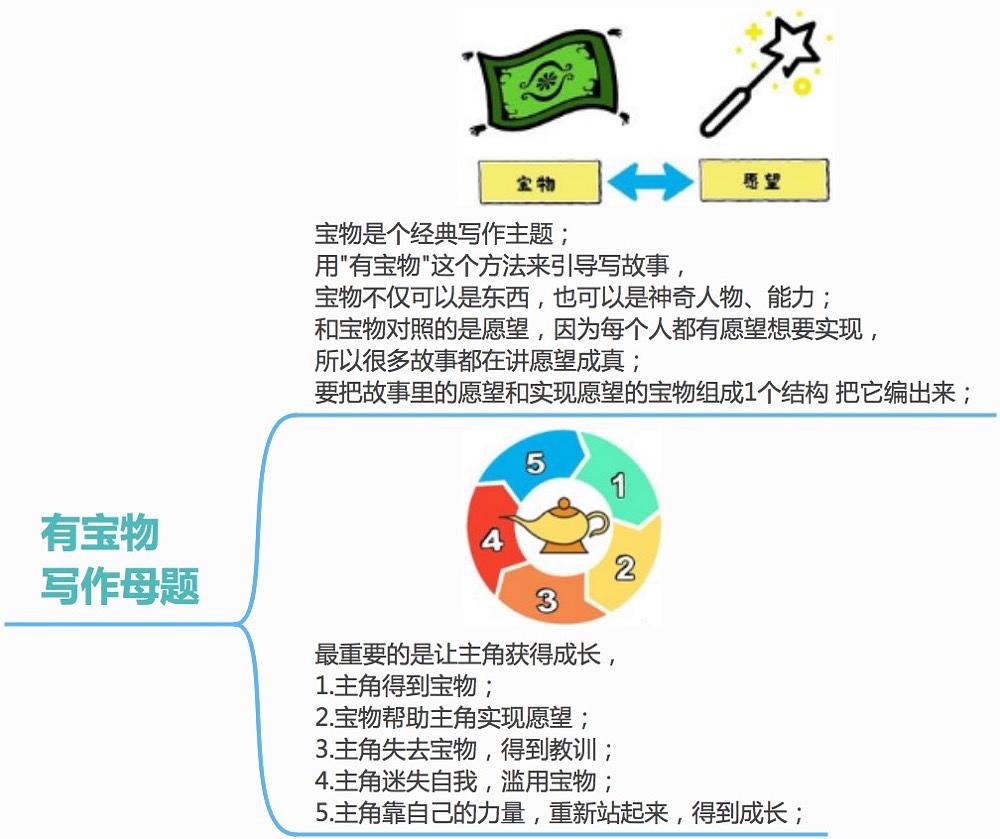 宝物
愿望
宝物是个经典写作主题；
用"有宝物"这个方法来引导写故事，
宝物不仅可以是东西，也可以是神奇人物、能力；
和宝物对照的是愿望，因为每个人都有愿望想要实现，
所以很多故事都在讲愿望成真；
要把故事里的愿望和实现愿望的宝物组成1个结构 把它编出来；
有宝物
写作母题
5
1
4
2
3
最重要的是让主角获得成长，
1.主角得到宝物；
2.宝物帮助主角实现愿望；
3.主角失去宝物，得到教训；
4.主角迷失自我，滥用宝物；
5.主角靠自己的力量，重新站起来，得到成长；